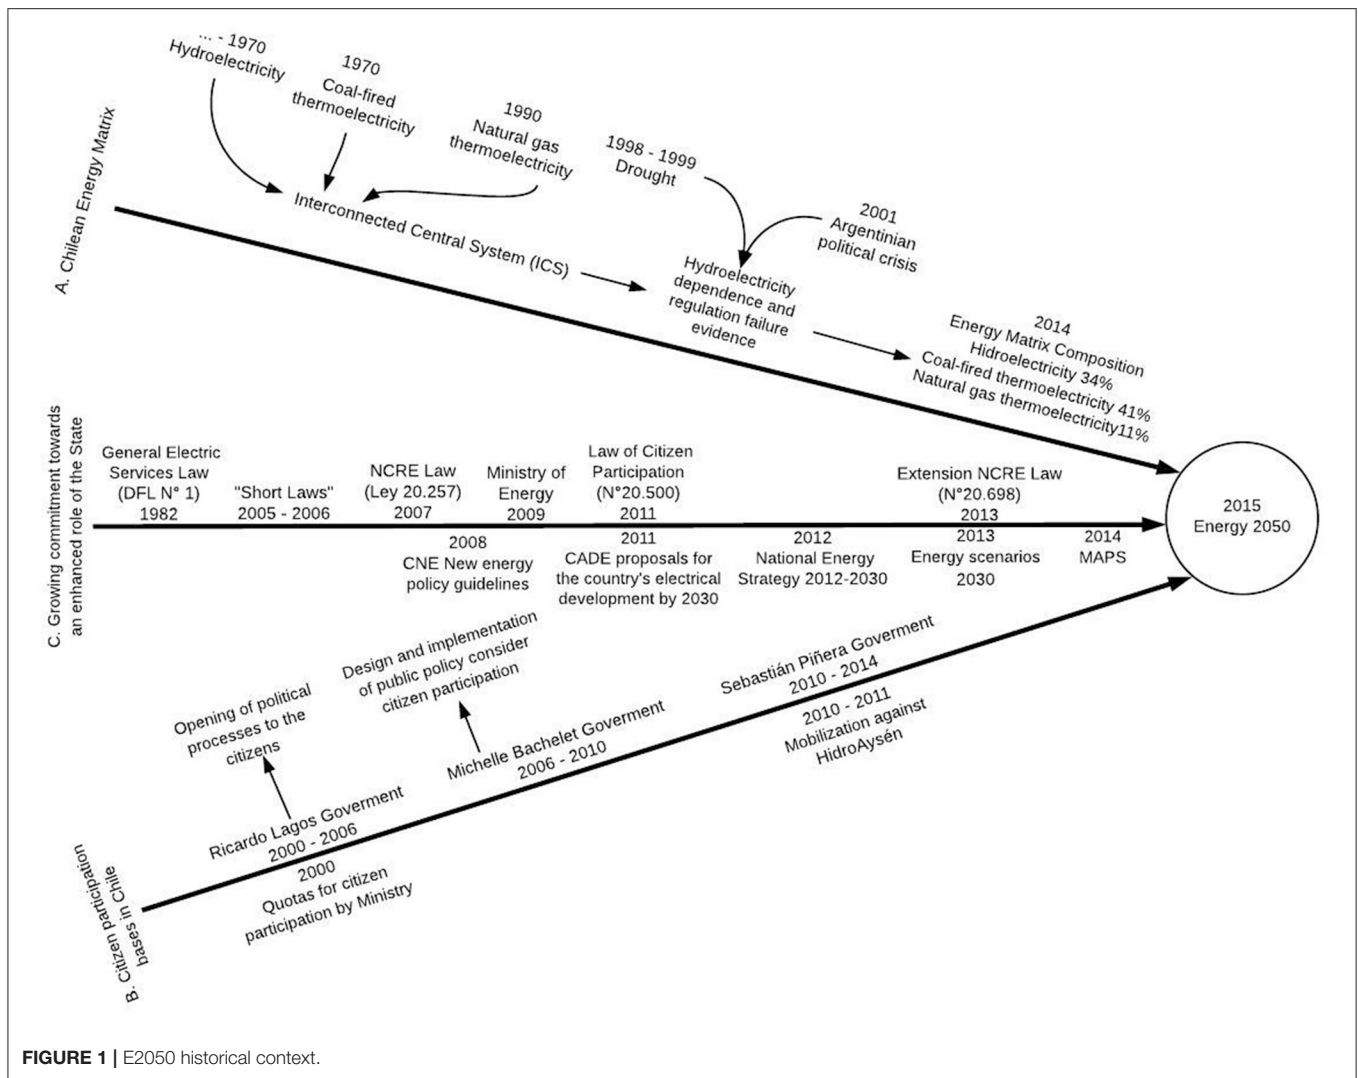 ... - 1970
Hydroelectricity
1970
Coal-fired
thermoelectricity
1990
Natural gas
thermoelectricity
1998 - 1999
Drought
2001
Argentinian
political crisis
A. Chilean Energy Matrix
Interconnected Central System (ICS)
Hydroelectricity
dependence and
regulation failure
evidence
2014
Energy Matrix Composition
Hidroelectricity 34%
Coal-fired thermoelectricity 41%
Natural gas thermoelectricity11%
C. Growing commitment towards
an enhanced role of the State
General Electric
Services Law
(DFL N° 1)
1982
"Short Laws"
2005 - 2006
NCRE Law
(Ley 20.257)
2007
Ministry of
Energy
2009
Law of Citizen
Participation
(N°20.500)
2011
Extension NCRE Law
(N°20.698)
2013
2008
CNE New energy
policy guidelines
2011
CADE proposals for
the country's electrical
development by 2030
2012
National Energy
Strategy 2012-2030
2013
Energy scenarios
2030
2014
MAPS
2015
Energy 2050
Opening of political
processes to the
citizens
Design and implementation
of public policy consider
citizen participation
Ricardo Lagos Goverment
2000 - 2006
Michelle Bachelet Goverment
2006 - 2010
Sebastián Piñera Goverment
2010 - 2014
2000
Quotas for citizen
participation by Ministry
2010 - 2011
Mobilization against
HidroAysén
B. Citizen participation
bases in Chile
FIGURE 1 | E2050 historical context.